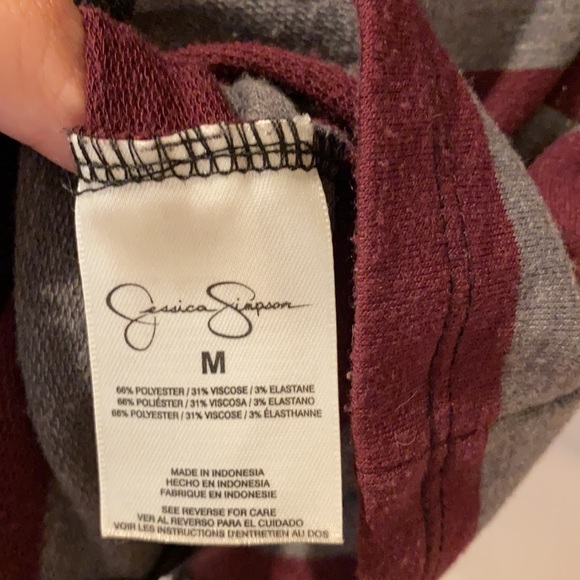 Jessica Simpson
M
66% POLYESTER / 31% VISCOSE / 3% ELASTANE
66% POLIÉSTER / 31% VISCOSA / 3% ELASTANO
66% POLYESTER / 31% VISCOSE / 3% ÉLASTHANNE
MADE IN INDONESIA
HECHO EN INDONESIA
FABRIQUE EN INDONESIA
SEE REVERSE FOR CARE
VER AL REVERSO PARA EL CUIDADO
VOIR LES INSTRUCTIONS D'ENTRETIEN AU DOS